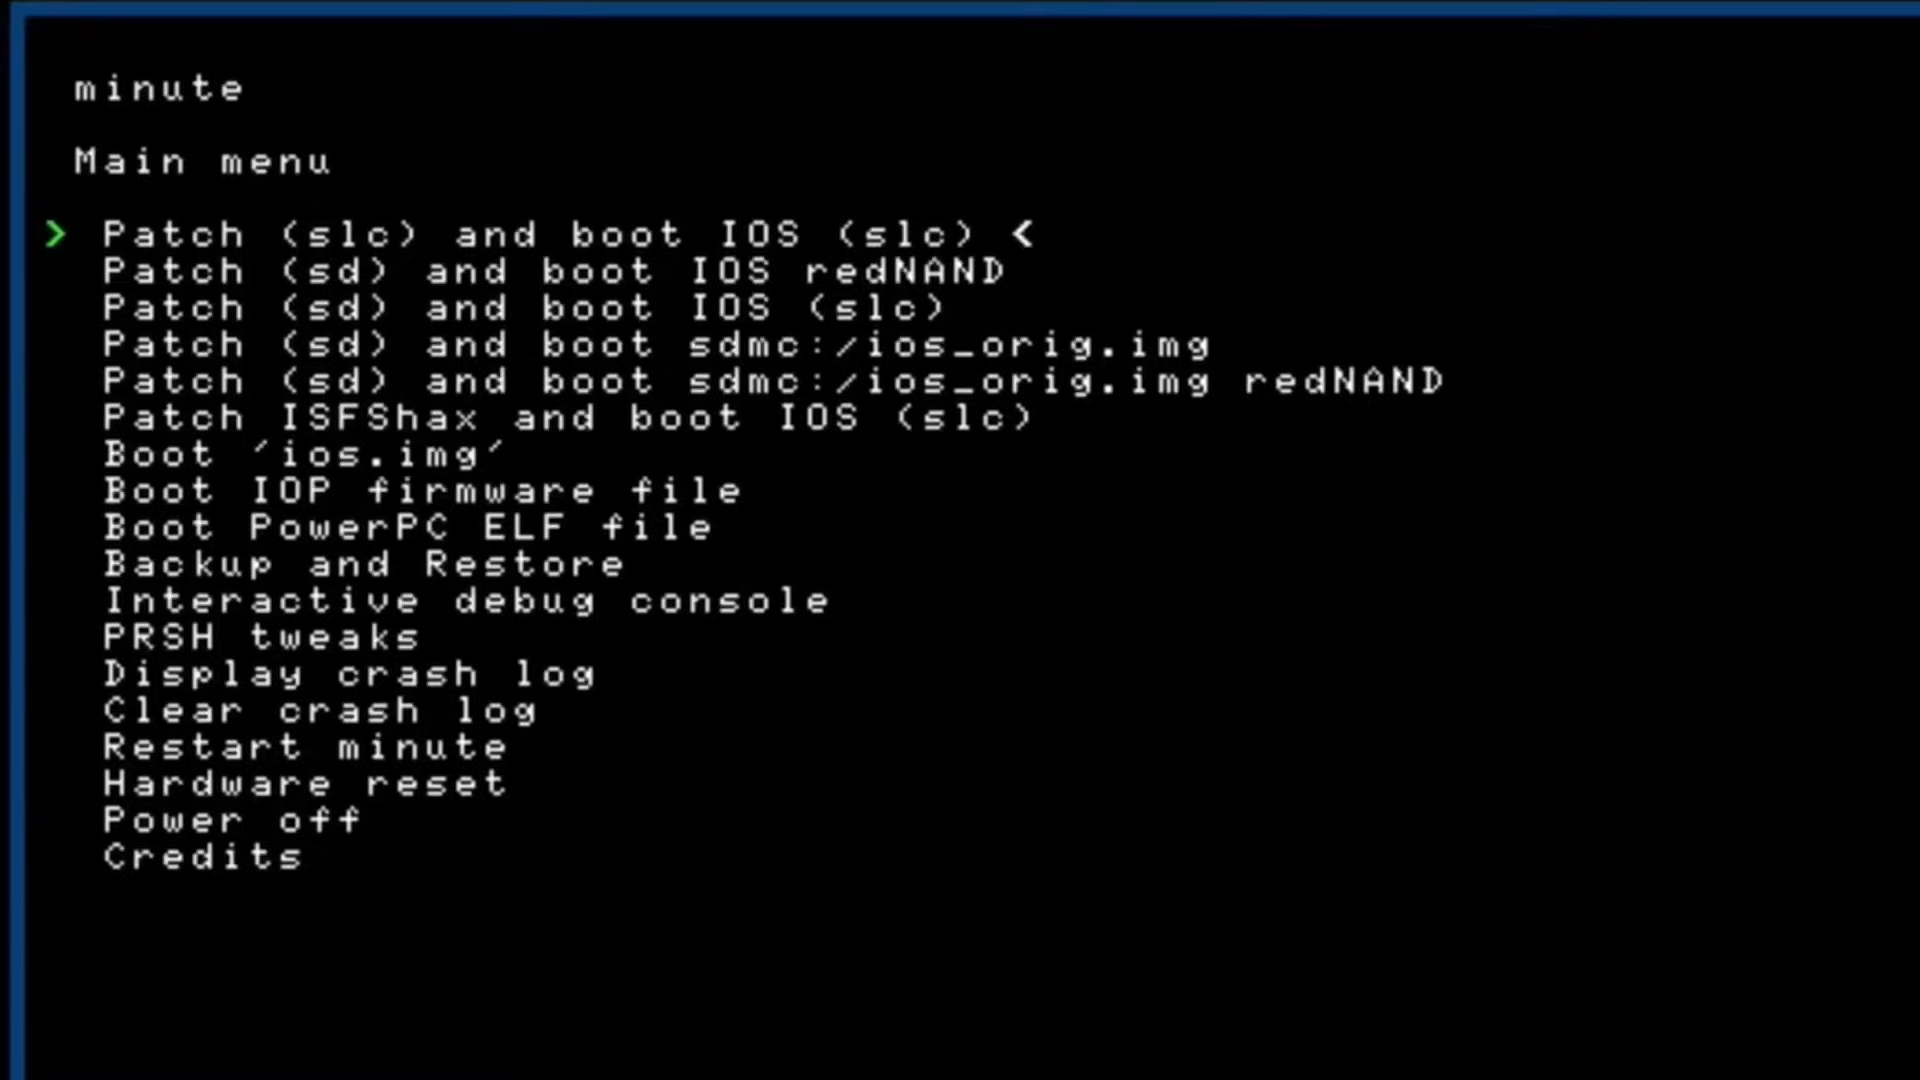 minute
Main menu
> Patch (slc) and boot IOS (slc) <
Patch (sd) and boot IOS redNAND
Patch (sd) and boot IOS (slc)
Patch (sd) and boot sdmc:/ios_orig.img
Patch (sd) and boot sdmc:/ios_orig.img redNAND
Patch ISFShax and boot IOS (slc)
Boot 'ios.img'
Boot IOP firmware file
Boot PowerPC ELF file
Backup and Restore
Interactive debug console
PRSH tweaks
Display crash log
Clear crash log
Restart minute
Hardware reset
Power off
Credits